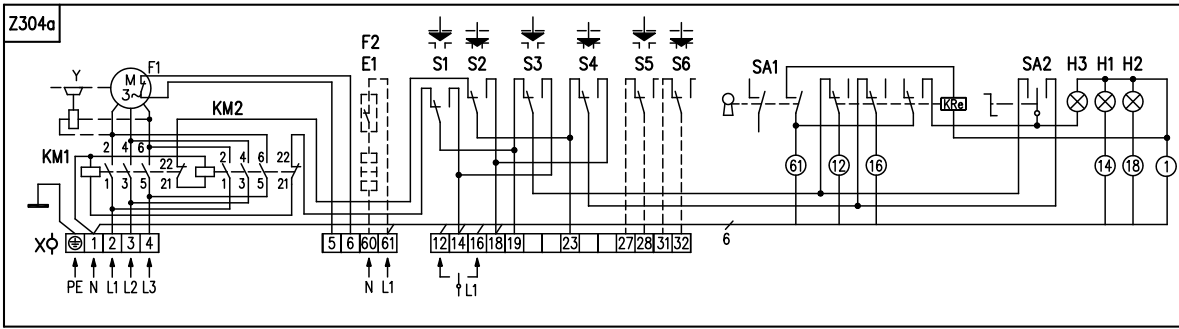 Z304a
F2
E1
S1 S2 S3 S4 S5 S6
SA1 SA2 H3 H1 H2
Y
M
3~
F1
KM2
KRe
KM1
2 4 6 22
1 3 5 21
2 4 6 22
1 3 5 21
61 12 16 14 18 1
6
X
1 2 3 4 5 6 60 61 12 14 16 18 19 23 27 28 31 32
PE N L1 L2 L3 N L1 L1